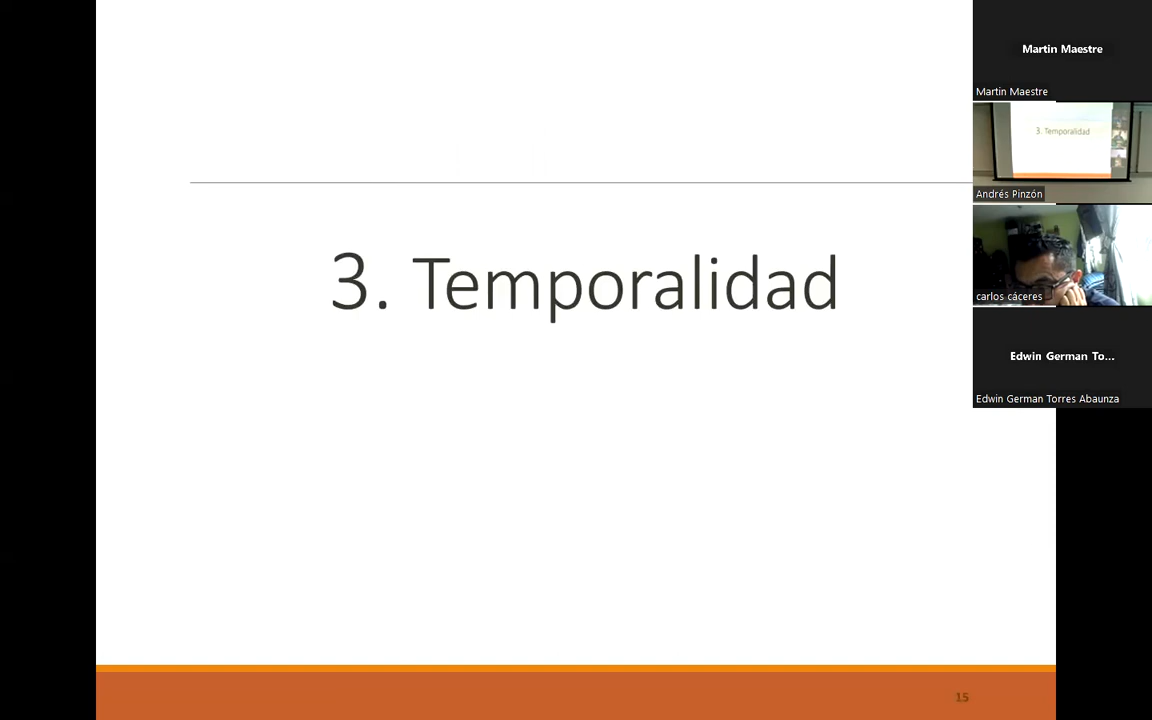 3. Temporalidad
15
Martin Maestre
Martin Maestre
3. Temporalidad
Andrés Pinzón
carlos cáceres
Edwin German To...
Edwin German Torres Abaunza